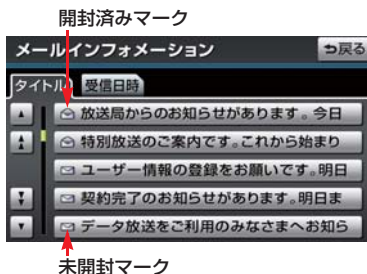 開封済みマーク
メールインフォメーション
戻る
タイトル
受信日時
放送局からのお知らせがあります。今日
特別放送のご案内です。これから始まり
ユーザー情報の登録をお願いです。明日
契約完了のお知らせがあります。明日ま
データ放送をご利用のみなさまへお知ら
未開封マーク